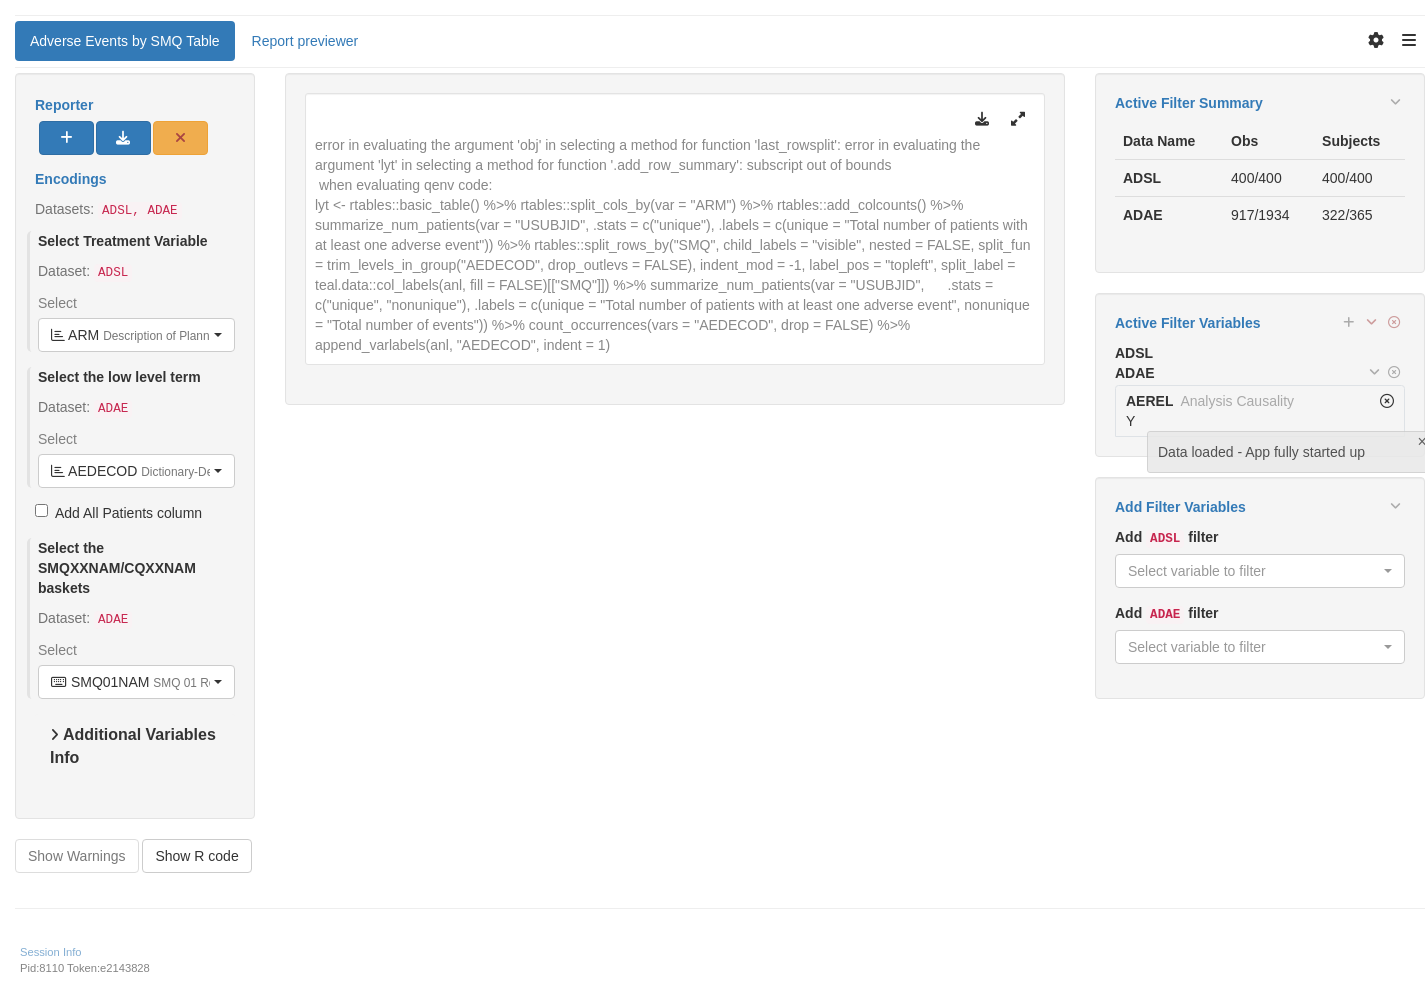 Adverse Events by SMQ Table
Report previewer
Reporter
Encodings
Datasets: ADSL, ADAE
Select Treatment Variable
Dataset: ADSL
Select
ARM Description of Plann
Select the low level term
Dataset: ADAE
Select
AEDECOD Dictionary-De
Add All Patients column
Select the
SMQXXNAM/CQXXNAM
baskets
Dataset: ADAE
Select
SMQ01NAM SMQ 01 Re
Additional Variables
Info
Show Warnings
Show R code
error in evaluating the argument 'obj' in selecting a method for function 'last_rowsplit': error in evaluating the
argument 'lyt' in selecting a method for function '.add_row_summary': subscript out of bounds
when evaluating qenv code:
lyt <- rtables::basic_table() %>% rtables::split_cols_by(var = "ARM") %>% rtables::add_colcounts() %>%
summarize_num_patients(var = "USUBJID", .stats = c("unique"), .labels = c(unique = "Total number of patients with
at least one adverse event")) %>% rtables::split_rows_by("SMQ", child_labels = "visible", nested = FALSE, split_fun
= trim_levels_in_group("AEDECOD", drop_outlevs = FALSE), indent_mod = -1, label_pos = "topleft", split_label =
teal.data::col_labels(anl, fill = FALSE)[["SMQ"]]) %>% summarize_num_patients(var = "USUBJID", .stats =
c("unique", "nonunique"), .labels = c(unique = "Total number of patients with at least one adverse event", nonunique
= "Total number of events")) %>% count_occurrences(vars = "AEDECOD", drop = FALSE) %>%
append_varlabels(anl, "AEDECOD", indent = 1)
Active Filter Summary
Data Name Obs Subjects
ADSL 400/400 400/400
ADAE 917/1934 322/365
Active Filter Variables
ADSL
ADAE
AEREL Analysis Causality
Y
Data loaded - App fully started up
Add Filter Variables
Add ADSL filter
Select variable to filter
Add ADAE filter
Select variable to filter
Session Info
Pid:8110 Token:e2143828